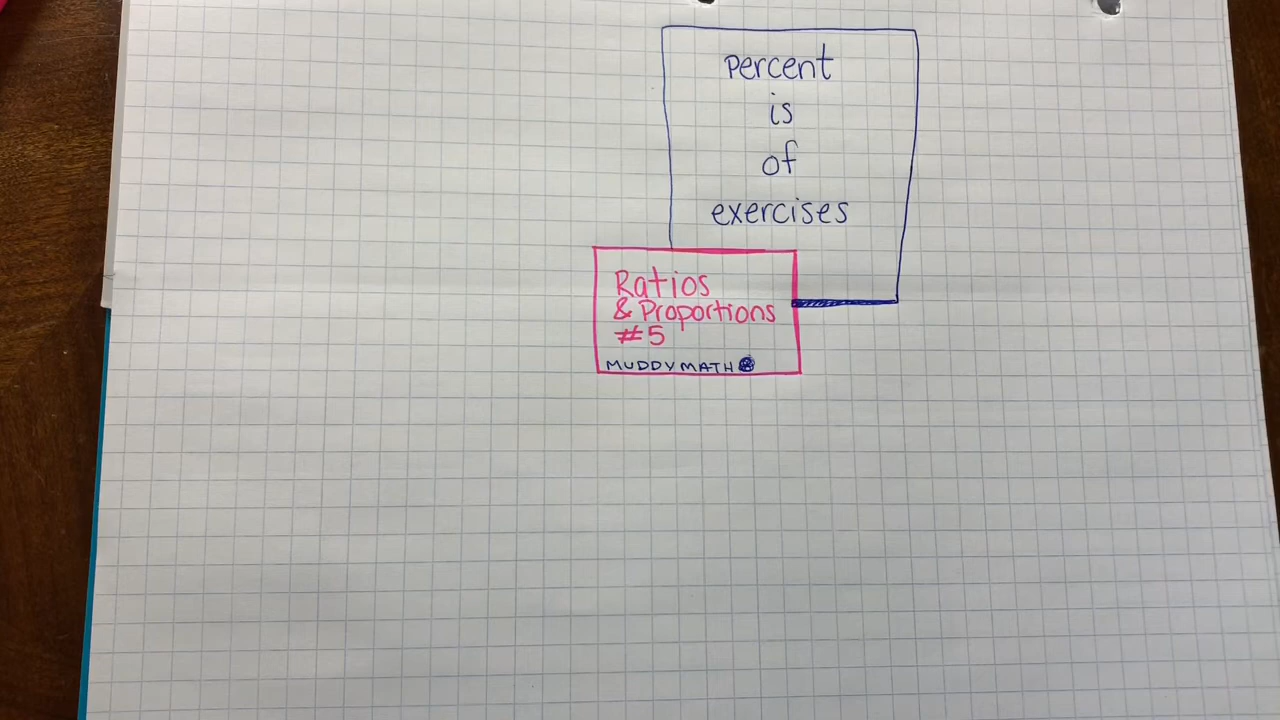 percent
is
of
exercises
Ratios
& Proportions
#5
MUDDYMATH